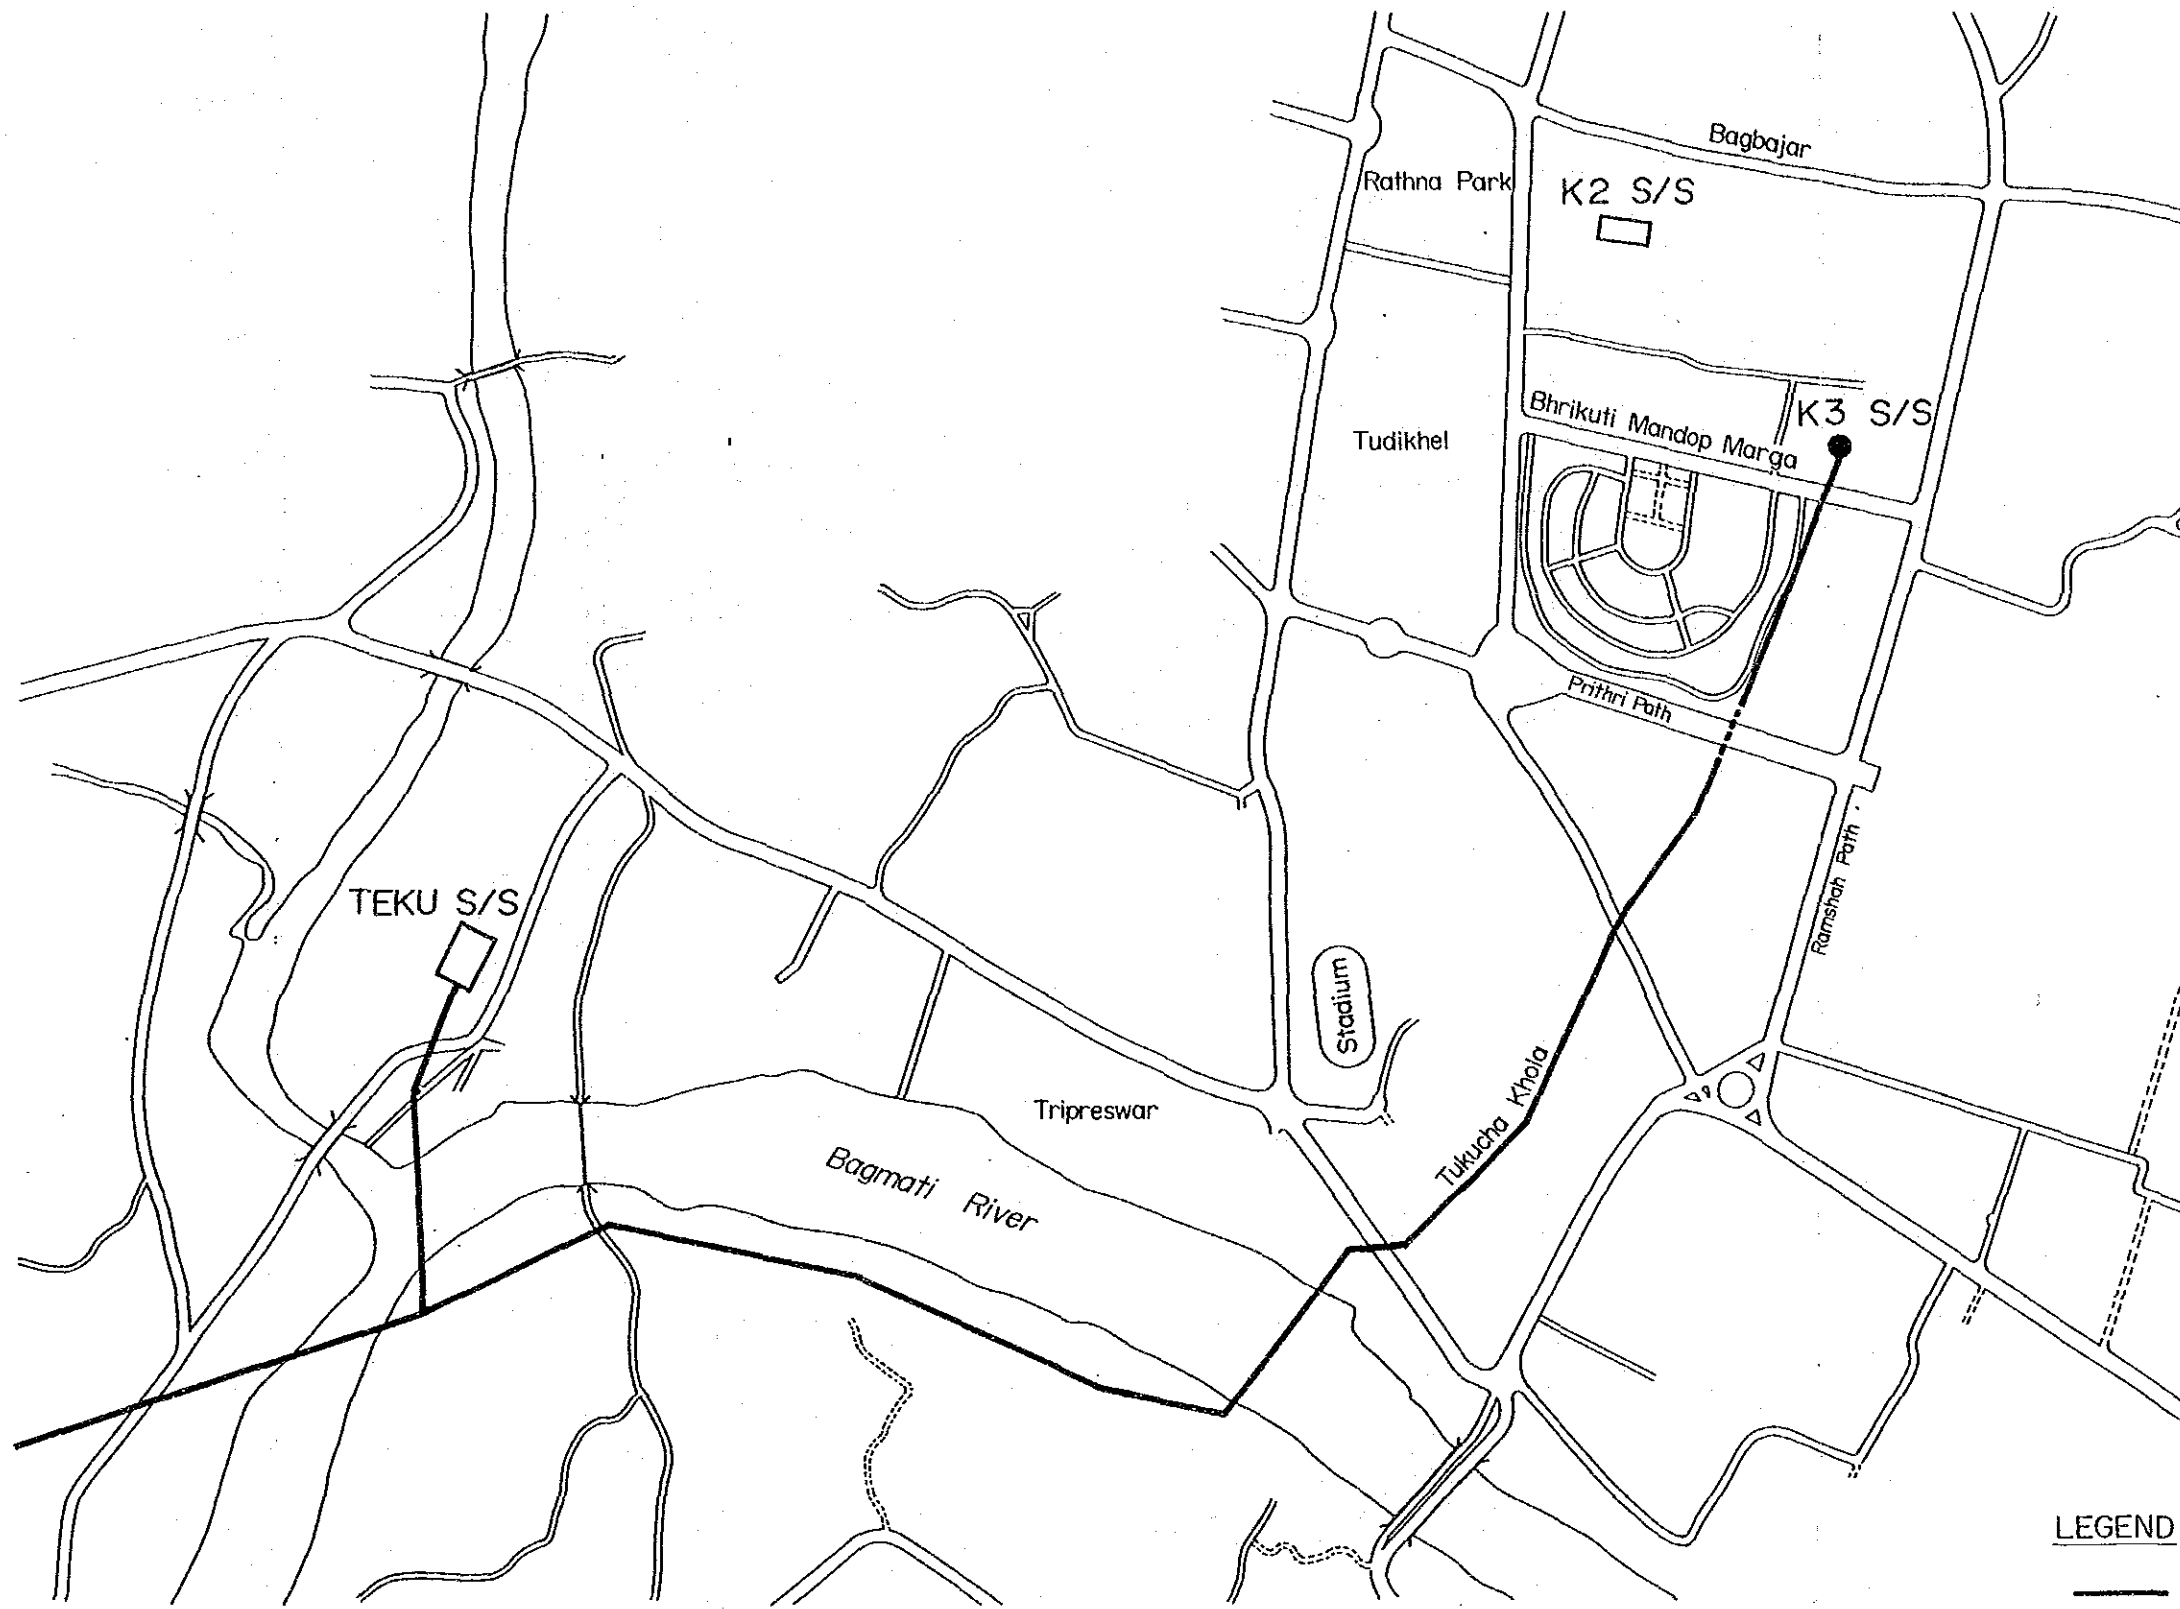 Bagbajar
Rathna Park
K2 S/S
Bhrikuti Mandop Marga
K3 S/S
Tudikhel
Prithri Path
Ramshah Path
TEKU S/S
Stadium
Tukucha Khola
Tripreswar
Bagmati River
LEGEND